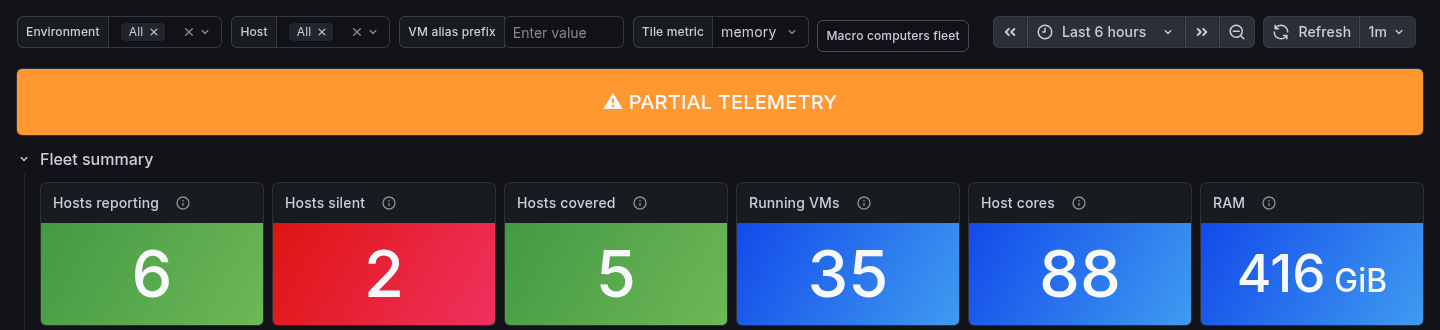 Environment All Host All VM alias prefix Enter value Tile metric memory Macro computers fleet Last 6 hours Refresh 1m
PARTIAL TELEMETRY
Fleet summary
Hosts reporting Hosts silent Hosts covered Running VMs Host cores RAM
6 2 5 35 88 416 GiB